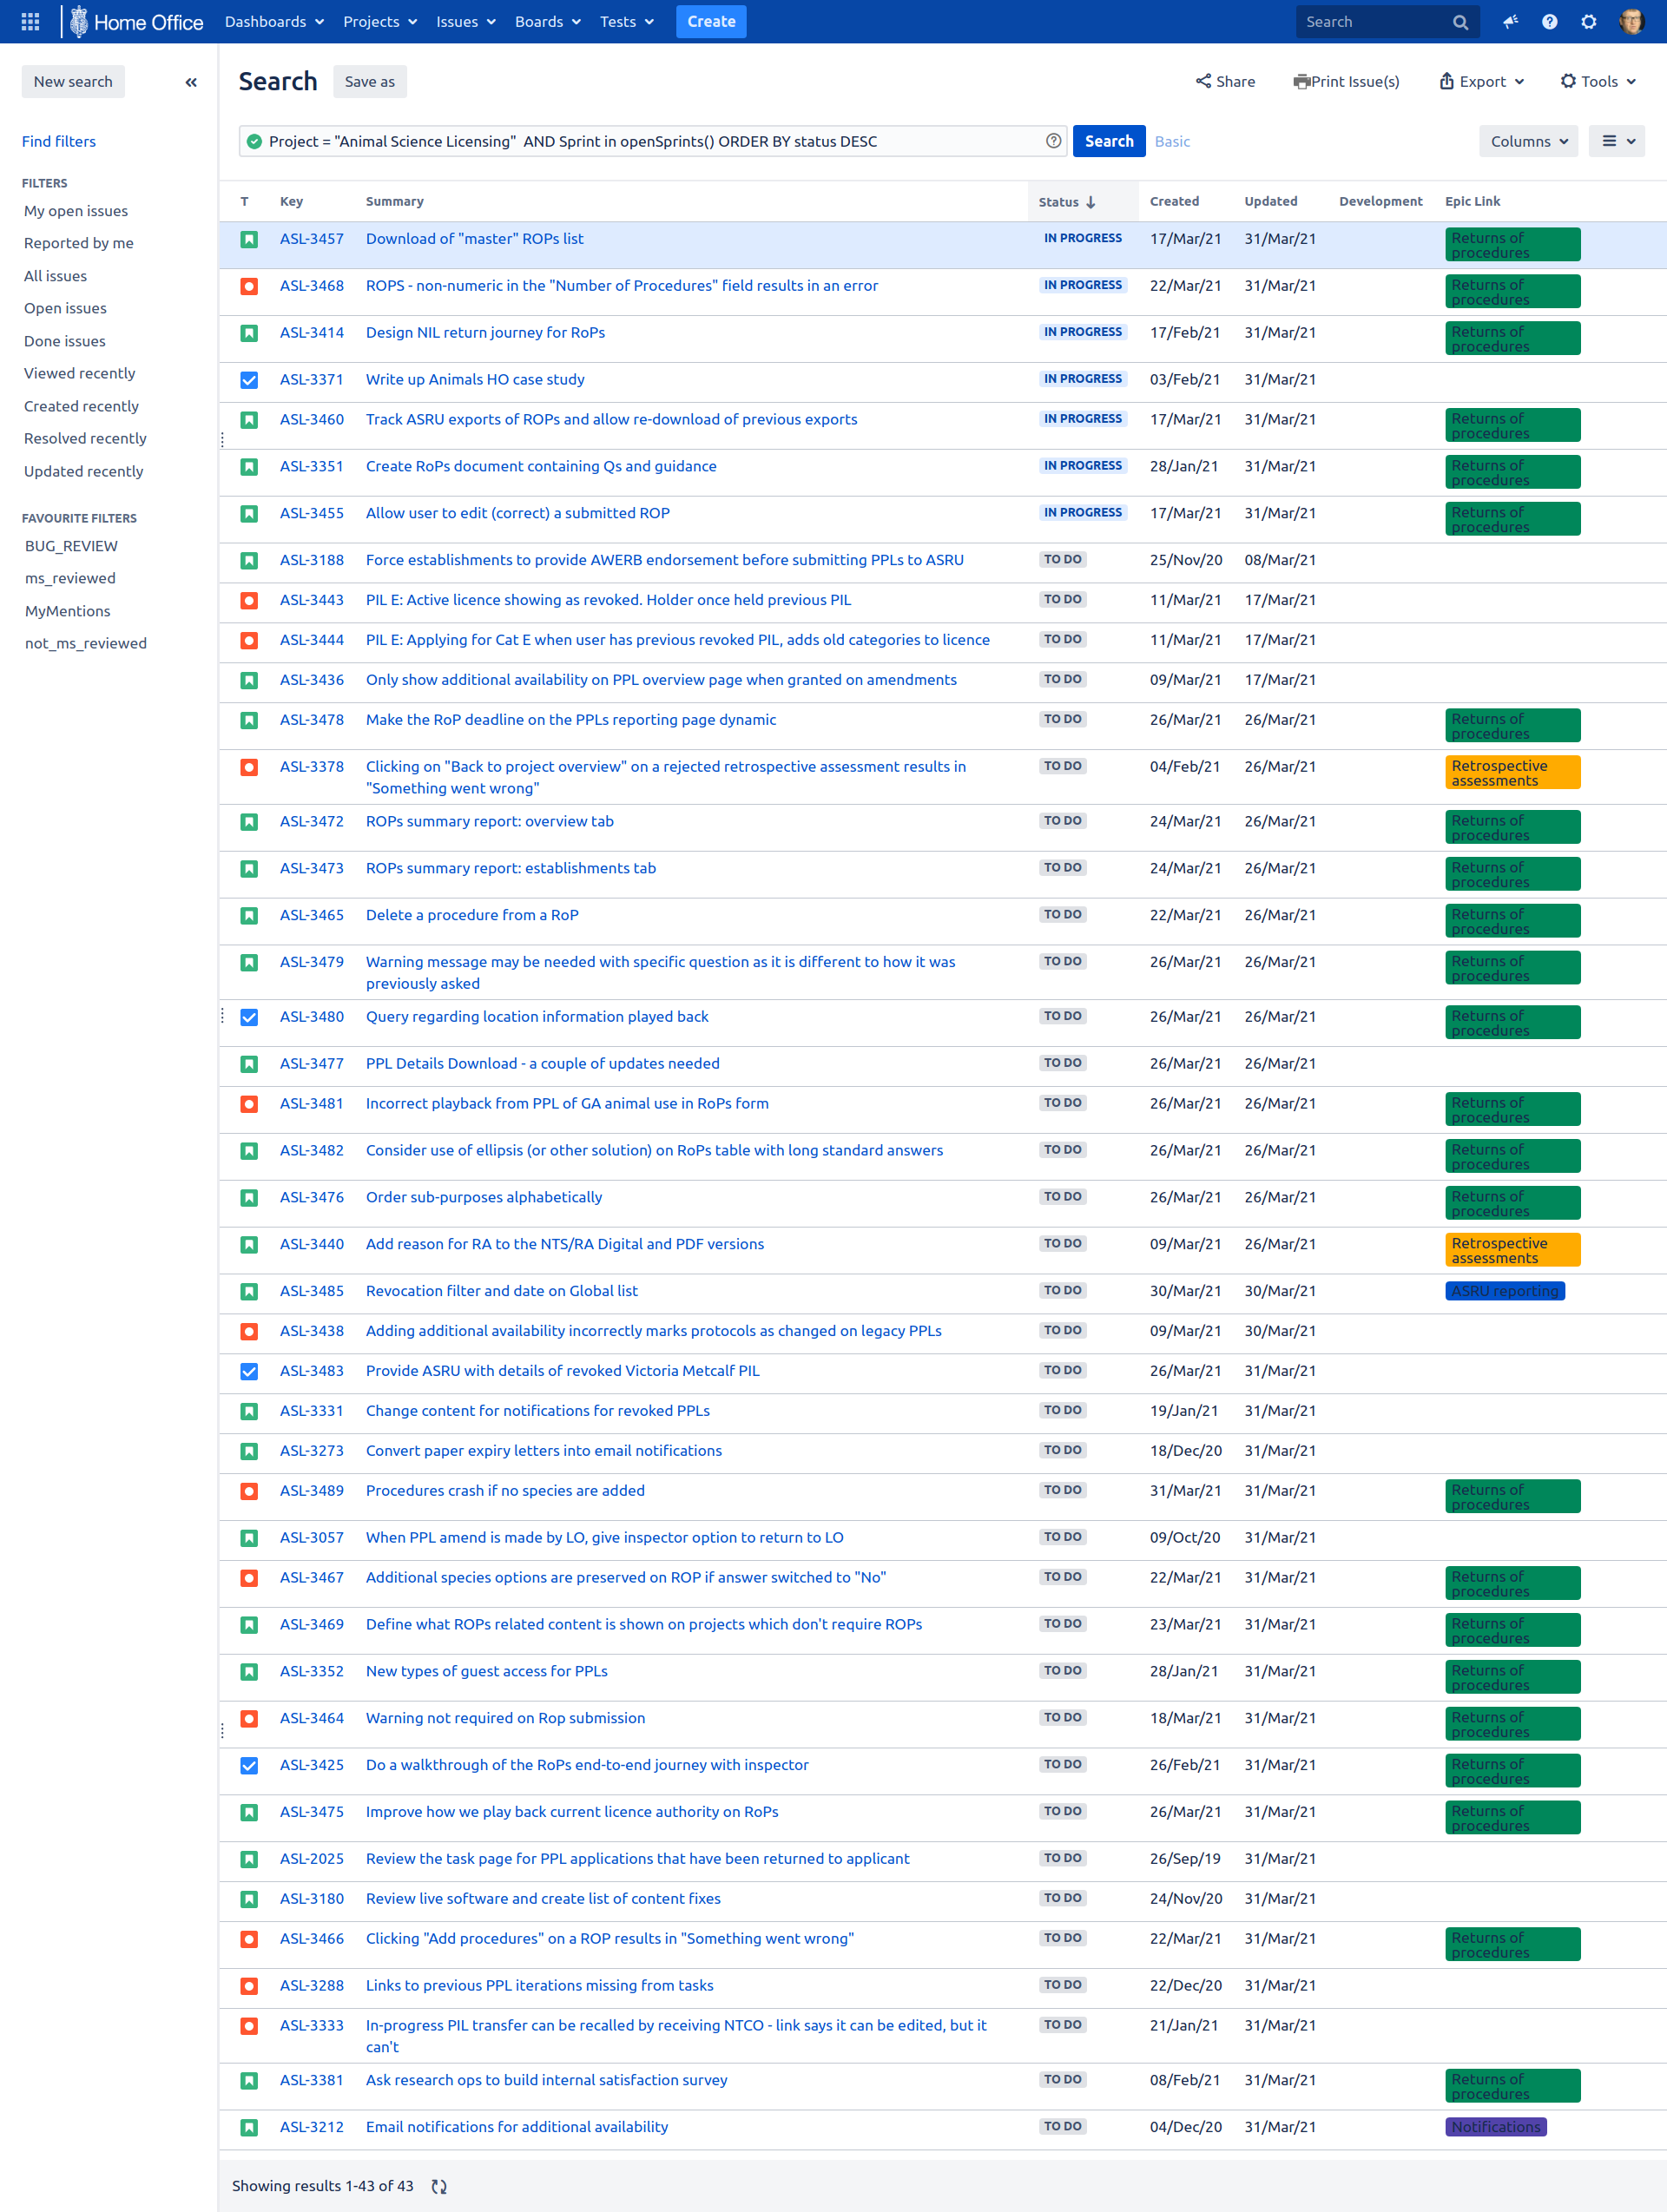 Home Office Dashboards Projects Issues Boards Tests Create Search
New search
Search Save as Share Print Issue(s) Export Tools
Find filters
Project = "Animal Science Licensing" AND Sprint in openSprints() ORDER BY status DESC Search Basic Columns
FILTERS
My open issues
Reported by me
All issues
Open issues
Done issues
Viewed recently
Created recently
Resolved recently
Updated recently
FAVOURITE FILTERS
BUG_REVIEW
ms_reviewed
MyMentions
not_ms_reviewed
T Key Summary Status Created Updated Development Epic Link
ASL-3457 Download of "master" ROPs list IN PROGRESS 17/Mar/21 31/Mar/21 Returns of
procedures
ASL-3468 ROPS - non-numeric in the "Number of Procedures" field results in an error IN PROGRESS 22/Mar/21 31/Mar/21 Returns of
procedures
ASL-3414 Design NIL return journey for RoPs IN PROGRESS 17/Feb/21 31/Mar/21 Returns of
procedures
ASL-3371 Write up Animals HO case study IN PROGRESS 03/Feb/21 31/Mar/21
ASL-3460 Track ASRU exports of ROPs and allow re-download of previous exports IN PROGRESS 17/Mar/21 31/Mar/21 Returns of
procedures
ASL-3351 Create RoPs document containing Qs and guidance IN PROGRESS 28/Jan/21 31/Mar/21 Returns of
procedures
ASL-3455 Allow user to edit (correct) a submitted ROP IN PROGRESS 17/Mar/21 31/Mar/21 Returns of
procedures
ASL-3188 Force establishments to provide AWERB endorsement before submitting PPLs to ASRU TO DO 25/Nov/20 08/Mar/21
ASL-3443 PIL E: Active licence showing as revoked. Holder once held previous PIL TO DO 11/Mar/21 17/Mar/21
ASL-3444 PIL E: Applying for Cat E when user has previous revoked PIL, adds old categories to licence TO DO 11/Mar/21 17/Mar/21
ASL-3436 Only show additional availability on PPL overview page when granted on amendments TO DO 09/Mar/21 17/Mar/21
ASL-3478 Make the RoP deadline on the PPLs reporting page dynamic TO DO 26/Mar/21 26/Mar/21 Returns of
procedures
ASL-3378 Clicking on "Back to project overview" on a rejected retrospective assessment results in TO DO 04/Feb/21 26/Mar/21 Retrospective
"Something went wrong" assessments
ASL-3472 ROPs summary report: overview tab TO DO 24/Mar/21 26/Mar/21 Returns of
procedures
ASL-3473 ROPs summary report: establishments tab TO DO 24/Mar/21 26/Mar/21 Returns of
procedures
ASL-3465 Delete a procedure from a RoP TO DO 22/Mar/21 26/Mar/21 Returns of
procedures
ASL-3479 Warning message may be needed with specific question as it is different to how it was TO DO 26/Mar/21 26/Mar/21 Returns of
previously asked procedures
ASL-3480 Query regarding location information played back TO DO 26/Mar/21 26/Mar/21 Returns of
procedures
ASL-3477 PPL Details Download - a couple of updates needed TO DO 26/Mar/21 26/Mar/21
ASL-3481 Incorrect playback from PPL of GA animal use in RoPs form TO DO 26/Mar/21 26/Mar/21 Returns of
procedures
ASL-3482 Consider use of ellipsis (or other solution) on RoPs table with long standard answers TO DO 26/Mar/21 26/Mar/21 Returns of
procedures
ASL-3476 Order sub-purposes alphabetically TO DO 26/Mar/21 26/Mar/21 Returns of
procedures
ASL-3440 Add reason for RA to the NTS/RA Digital and PDF versions TO DO 09/Mar/21 26/Mar/21 Retrospective
assessments
ASL-3485 Revocation filter and date on Global list TO DO 30/Mar/21 30/Mar/21 ASRU reporting
ASL-3438 Adding additional availability incorrectly marks protocols as changed on legacy PPLs TO DO 09/Mar/21 30/Mar/21
ASL-3483 Provide ASRU with details of revoked Victoria Metcalf PIL TO DO 26/Mar/21 31/Mar/21
ASL-3331 Change content for notifications for revoked PPLs TO DO 19/Jan/21 31/Mar/21
ASL-3273 Convert paper expiry letters into email notifications TO DO 18/Dec/20 31/Mar/21
ASL-3489 Procedures crash if no species are added TO DO 31/Mar/21 31/Mar/21 Returns of
procedures
ASL-3057 When PPL amend is made by LO, give inspector option to return to LO TO DO 09/Oct/20 31/Mar/21
ASL-3467 Additional species options are preserved on ROP if answer switched to "No" TO DO 22/Mar/21 31/Mar/21 Returns of
procedures
ASL-3469 Define what ROPs related content is shown on projects which don't require ROPs TO DO 23/Mar/21 31/Mar/21 Returns of
procedures
ASL-3352 New types of guest access for PPLs TO DO 28/Jan/21 31/Mar/21 Returns of
procedures
ASL-3464 Warning not required on Rop submission TO DO 18/Mar/21 31/Mar/21 Returns of
procedures
ASL-3425 Do a walkthrough of the RoPs end-to-end journey with inspector TO DO 26/Feb/21 31/Mar/21 Returns of
procedures
ASL-3475 Improve how we play back current licence authority on RoPs TO DO 26/Mar/21 31/Mar/21 Returns of
procedures
ASL-2025 Review the task page for PPL applications that have been returned to applicant TO DO 26/Sep/19 31/Mar/21
ASL-3180 Review live software and create list of content fixes TO DO 24/Nov/20 31/Mar/21
ASL-3466 Clicking "Add procedures" on a ROP results in "Something went wrong" TO DO 22/Mar/21 31/Mar/21 Returns of
procedures
ASL-3288 Links to previous PPL iterations missing from tasks TO DO 22/Dec/20 31/Mar/21
ASL-3333 In-progress PIL transfer can be recalled by receiving NTCO - link says it can be edited, but it TO DO 21/Jan/21 31/Mar/21
can't
ASL-3381 Ask research ops to build internal satisfaction survey TO DO 08/Feb/21 31/Mar/21 Returns of
procedures
ASL-3212 Email notifications for additional availability TO DO 04/Dec/20 31/Mar/21 Notifications
Showing results 1-43 of 43